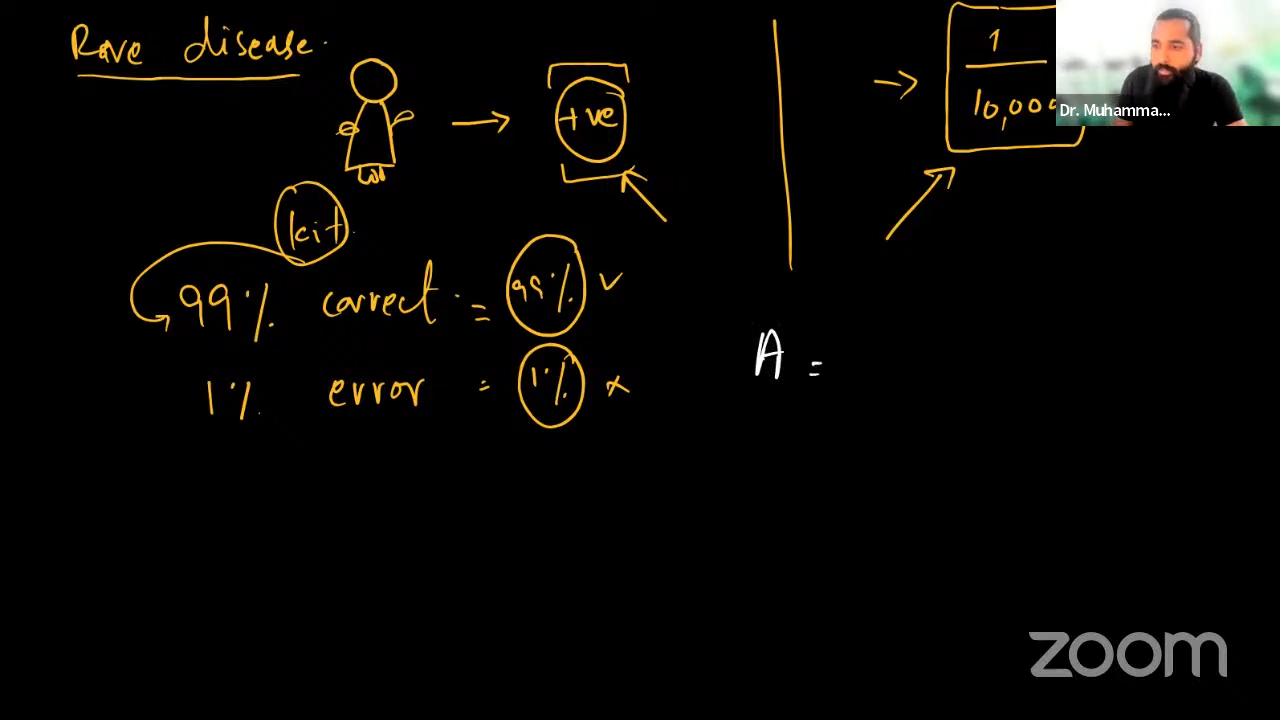 Rare disease.
+ve
1
10,000
Dr. Muhamma...
kit
99% correct = 99% ✓
1% error = 1% ×
A =
zoom